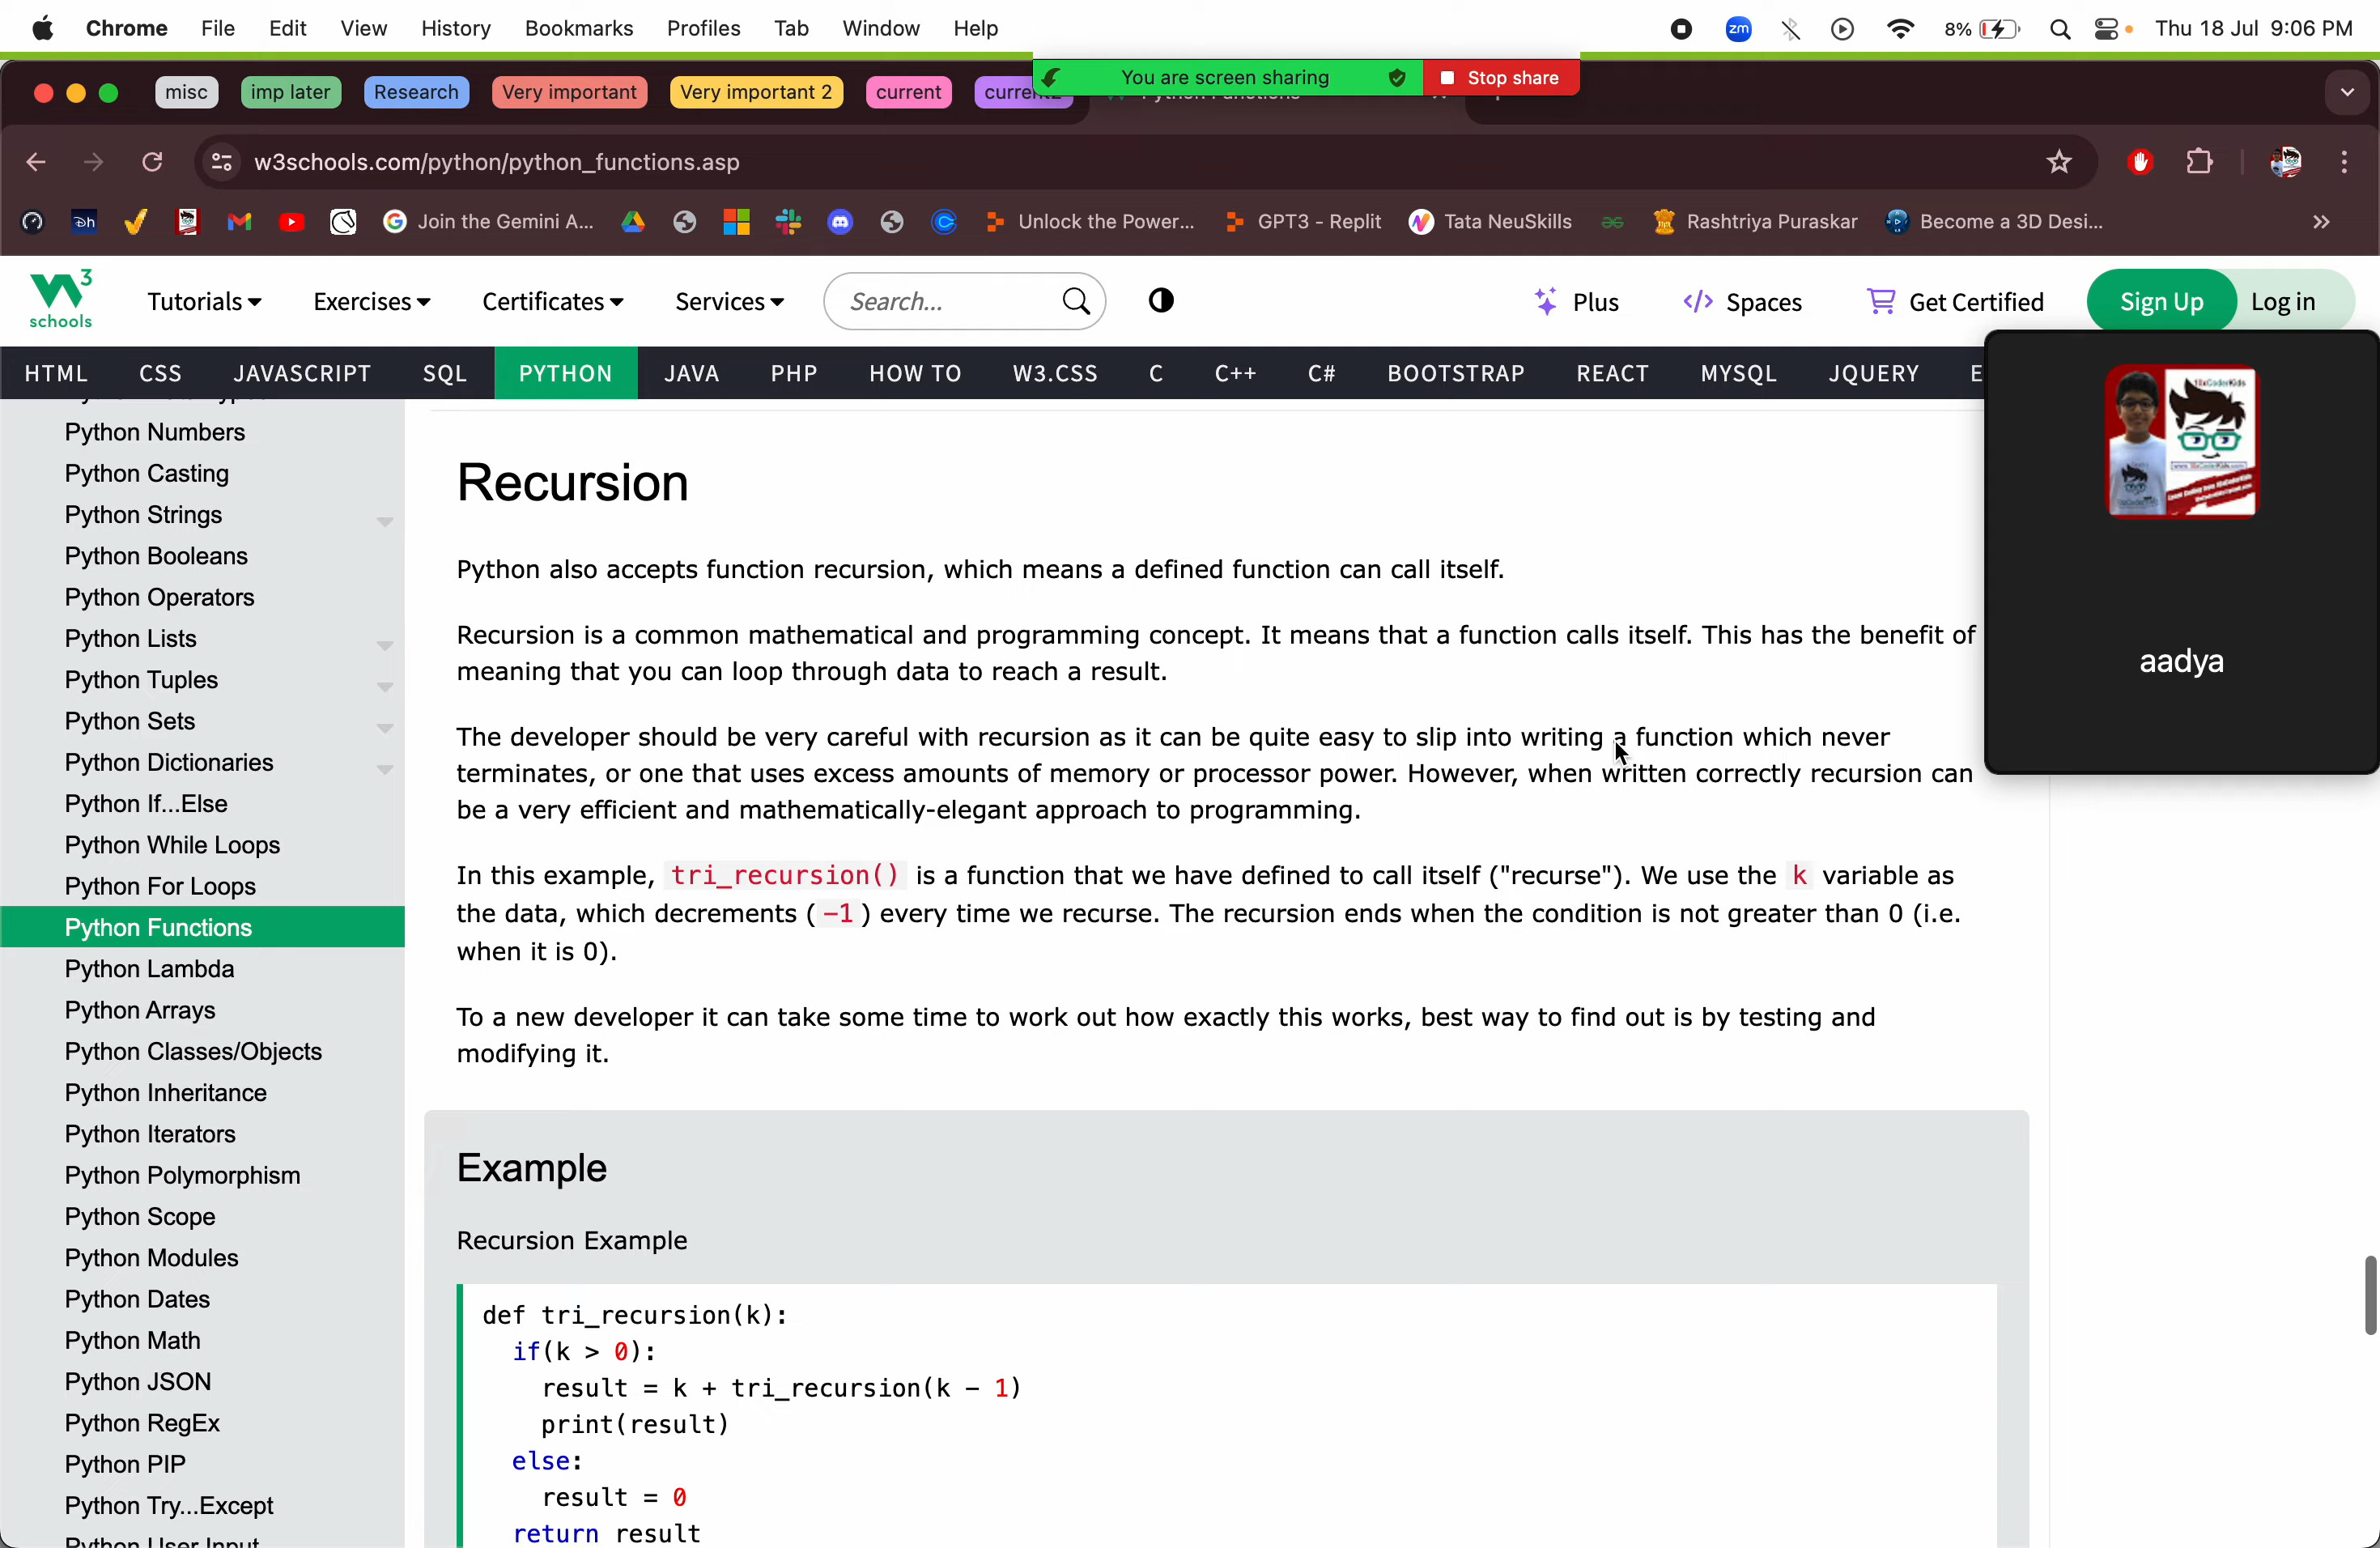 Chrome File Edit View History Bookmarks Profiles Tab Window Help zm 8% Thu 18 Jul 9:06 PM
You are screen sharing Stop share
misc imp later Research Very important Very important 2 current current2 Python Functions
w3schools.com/python/python_functions.asp
Join the Gemini A... Unlock the Power... GPT3 - Replit Tata NeuSkills Rashtriya Puraskar Become a 3D Desi...
3
schools
Tutorials Exercises Certificates Services Search... Plus Spaces Get Certified Sign Up Log in
HTML CSS JAVASCRIPT SQL PYTHON JAVA PHP HOW TO W3.CSS C C++ C# BOOTSTRAP REACT MYSQL JQUERY E
Python Numbers
Python Casting
Python Strings
Python Booleans
Python Operators
Python Lists
Python Tuples
Python Sets
Python Dictionaries
Python If...Else
Python While Loops
Python For Loops
Python Functions
Python Lambda
Python Arrays
Python Classes/Objects
Python Inheritance
Python Iterators
Python Polymorphism
Python Scope
Python Modules
Python Dates
Python Math
Python JSON
Python RegEx
Python PIP
Python Try...Except
Python User Input
Recursion
Python also accepts function recursion, which means a defined function can call itself.
Recursion is a common mathematical and programming concept. It means that a function calls itself. This has the benefit of
meaning that you can loop through data to reach a result.
The developer should be very careful with recursion as it can be quite easy to slip into writing a function which never
terminates, or one that uses excess amounts of memory or processor power. However, when written correctly recursion can
be a very efficient and mathematically-elegant approach to programming.
In this example, tri_recursion() is a function that we have defined to call itself ("recurse"). We use the k variable as
the data, which decrements (-1) every time we recurse. The recursion ends when the condition is not greater than 0 (i.e.
when it is 0).
To a new developer it can take some time to work out how exactly this works, best way to find out is by testing and
modifying it.
Example
Recursion Example
def tri_recursion(k):
if(k > 0):
result = k + tri_recursion(k - 1)
print(result)
else:
result = 0
return result
10xCoderKids
aadya